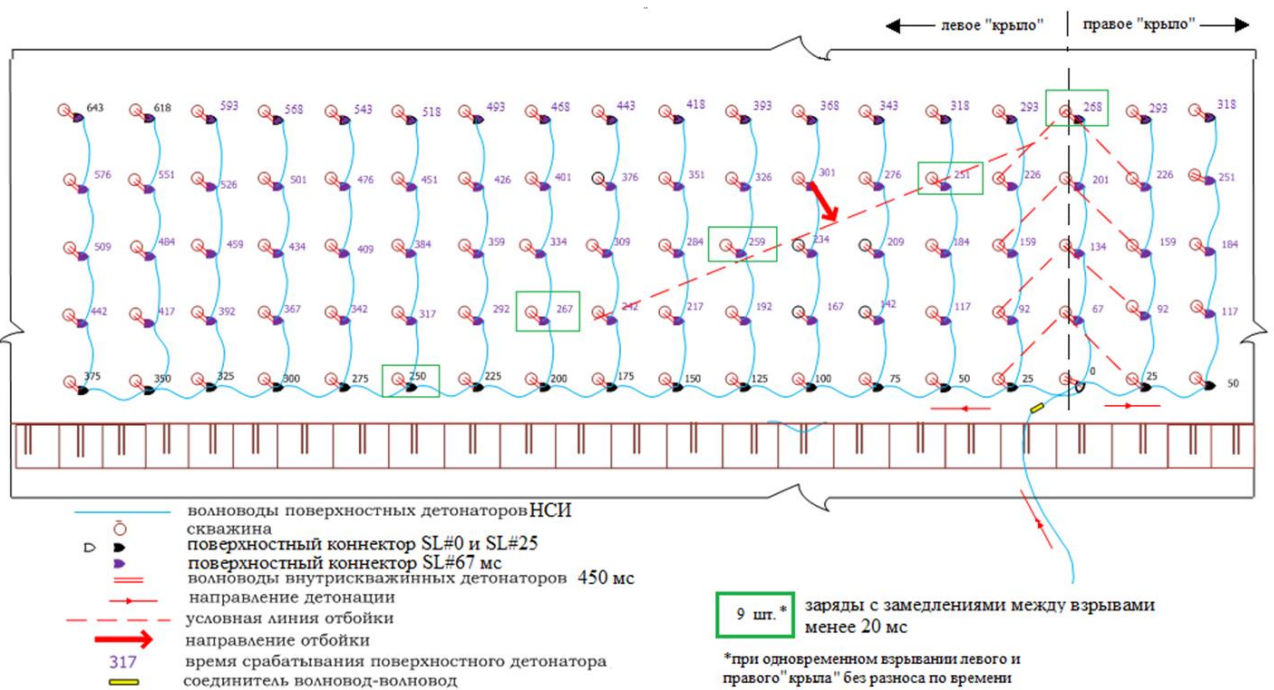 левое "крыло" правое "крыло"
643 618 593 568 543 518 493 468 443 418 393 368 343 318 293 268 293 318
576 551 526 501 476 451 426 401 376 351 326 301 276 251 226 201 226 251
509 484 459 434 409 384 359 334 309 284 259 234 209 184 159 134 159 184
442 417 392 367 342 317 292 267 242 217 192 167 142 117 92 67 92 117
375 350 325 300 275 250 225 200 175 150 125 100 75 50 25 0 25 50
волноводы поверхностных детонаторов НСИ
скважина
поверхностный коннектор SL#0 и SL#25
поверхностный коннектор SL#67 мс
волноводы внутрискважинных детонаторов 450 мс
направление детонации
условная линия отбойки
направление отбойки
317 время срабатывания поверхностного детонатора
соединитель волновод-волновод
9 шт.* заряды с замедлениями между взрывами
менее 20 мс
*при одновременном взрывании левого и
правого"крыла" без разноса по времени